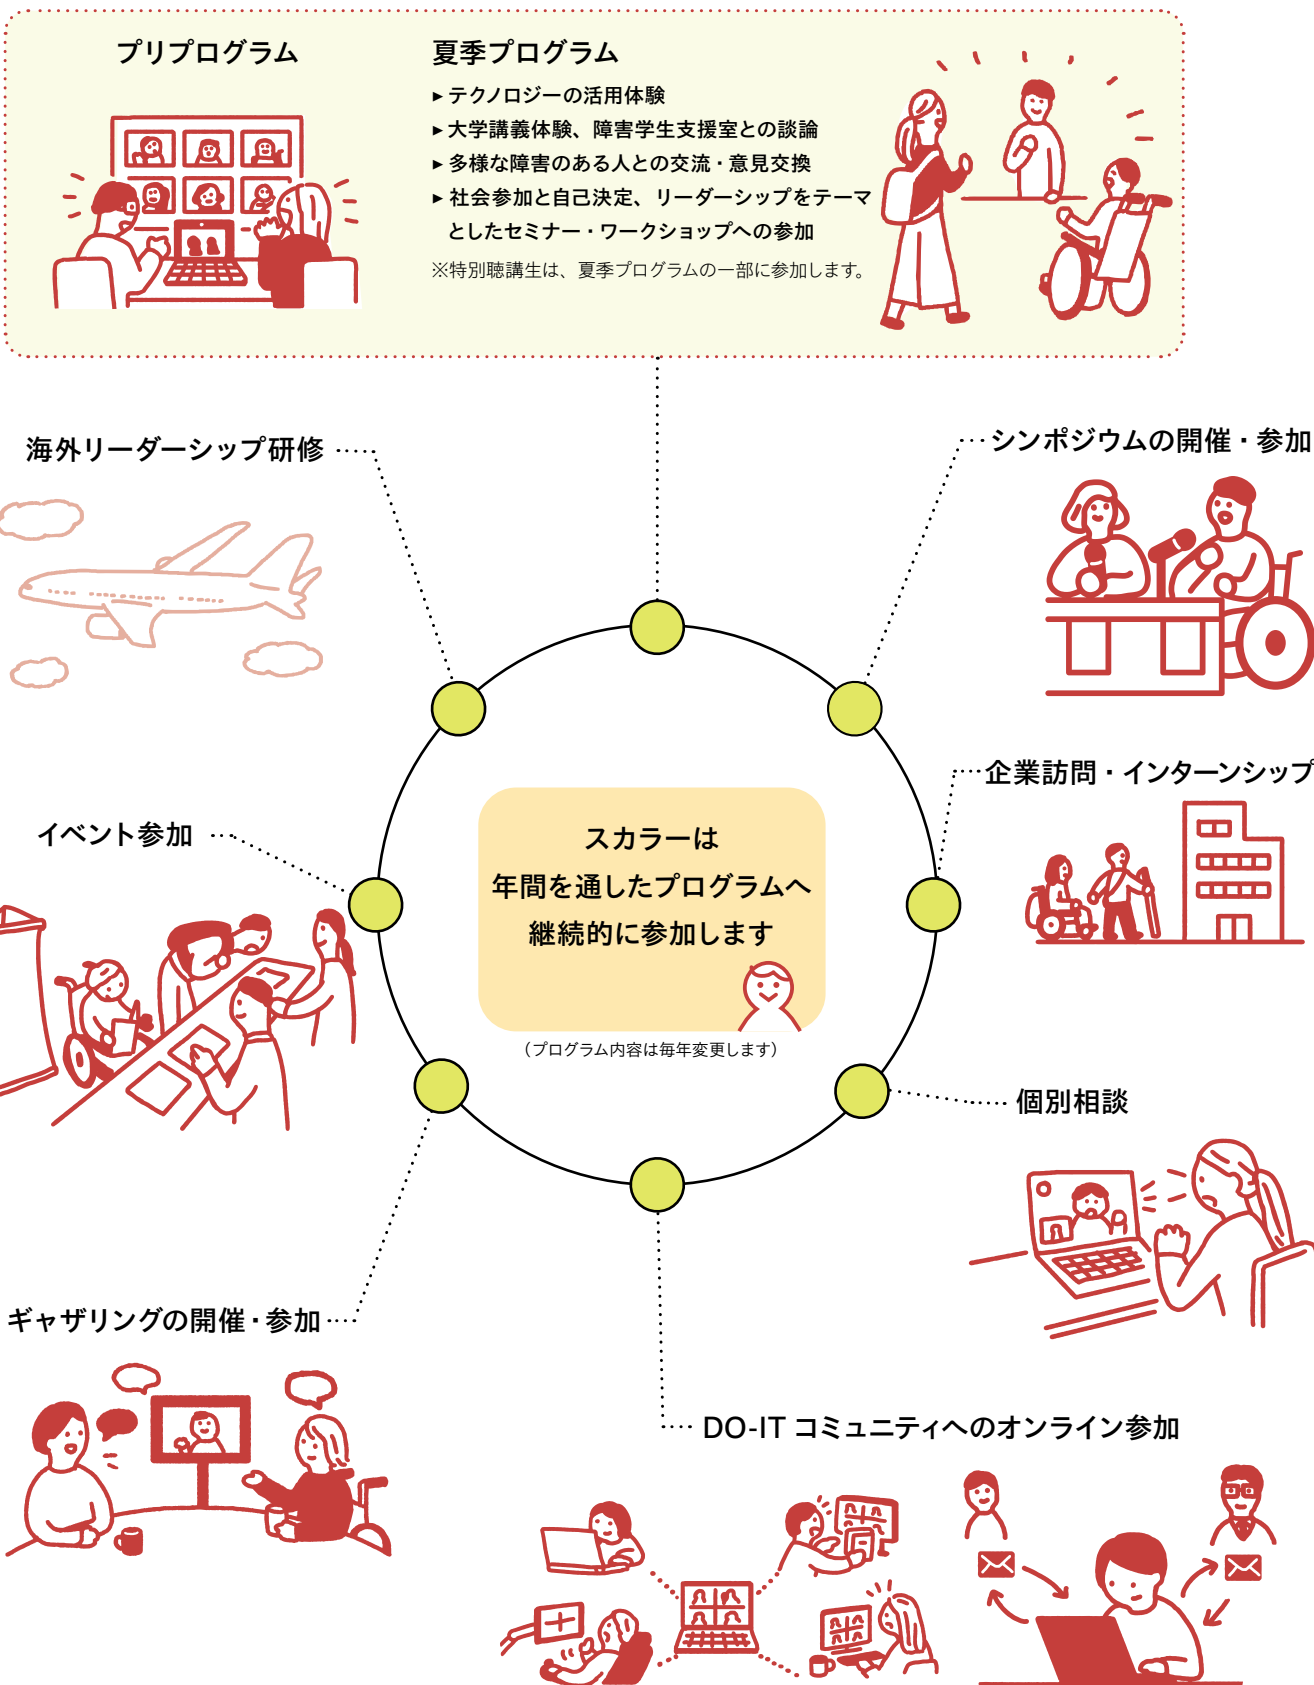 プリプログラム
夏季プログラム
▸ テクノロジーの活用体験
▸ 大学講義体験、障害学生支援室との談論
▸ 多様な障害のある人との交流・意見交換
▸ 社会参加と自己決定、リーダーシップをテーマ
としたセミナー・ワークショップへの参加
※特別聴講生は、夏季プログラムの一部に参加します。
海外リーダーシップ研修
シンポジウムの開催・参加
企業訪問・インターンシップ
イベント参加
スカラーは
年間を通したプログラムへ
継続的に参加します
（プログラム内容は毎年変更します）
個別相談
ギャザリングの開催・参加
DO-IT コミュニティへのオンライン参加